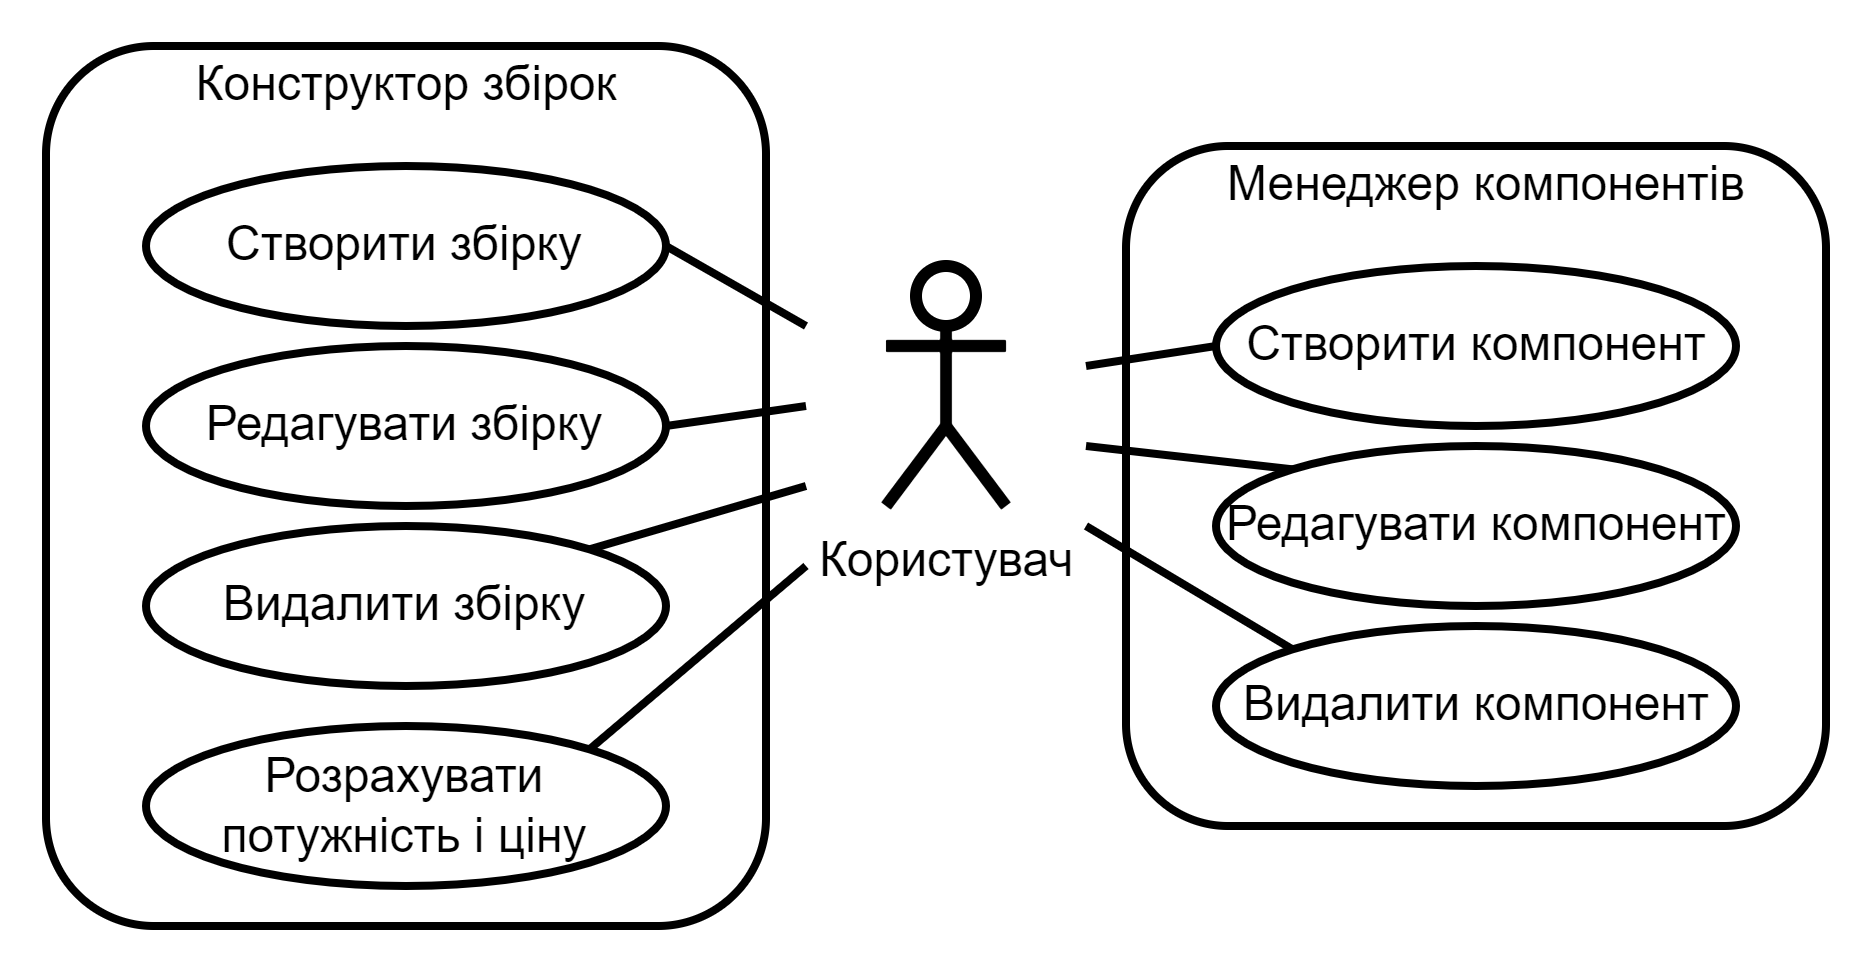 Конструктор збірок
Створити збірку
Редагувати збірку
Видалити збірку
Розрахувати
потужність і ціну
Користувач
Менеджер компонентів
Створити компонент
Редагувати компонент
Видалити компонент